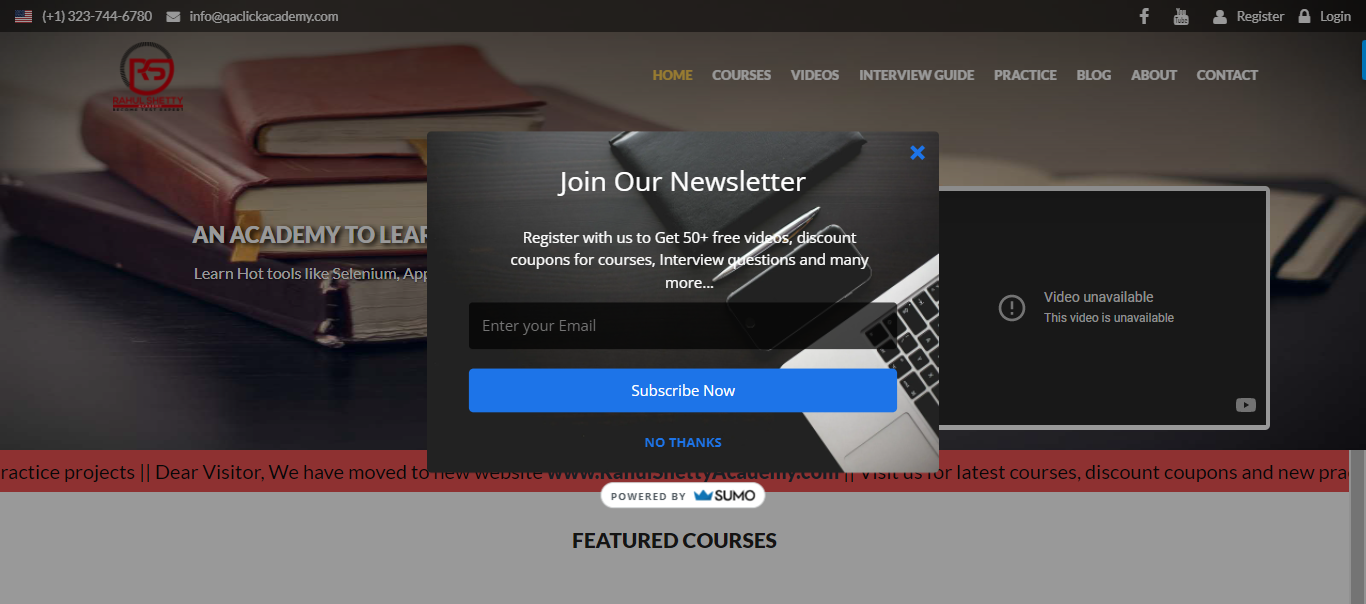 (+1) 323-744-6780 info@qaclickacademy.com Register Login
RS
RAHUL SHETTY
HOME COURSES VIDEOS INTERVIEW GUIDE PRACTICE BLOG ABOUT CONTACT
Join Our Newsletter
Register with us to Get 50+ free videos, discount
coupons for courses, Interview questions and many
more...
AN ACADEMY TO LEAR
Learn Hot tools like Selenium, App
Enter your Email
Subscribe Now
NO THANKS
Video unavailable
This video is unavailable
ractice projects || Dear Visitor, We have moved to new website www.RahulShettyAcademy.com || Visit us for latest courses, discount coupons and new prac
POWERED BY SUMO
FEATURED COURSES